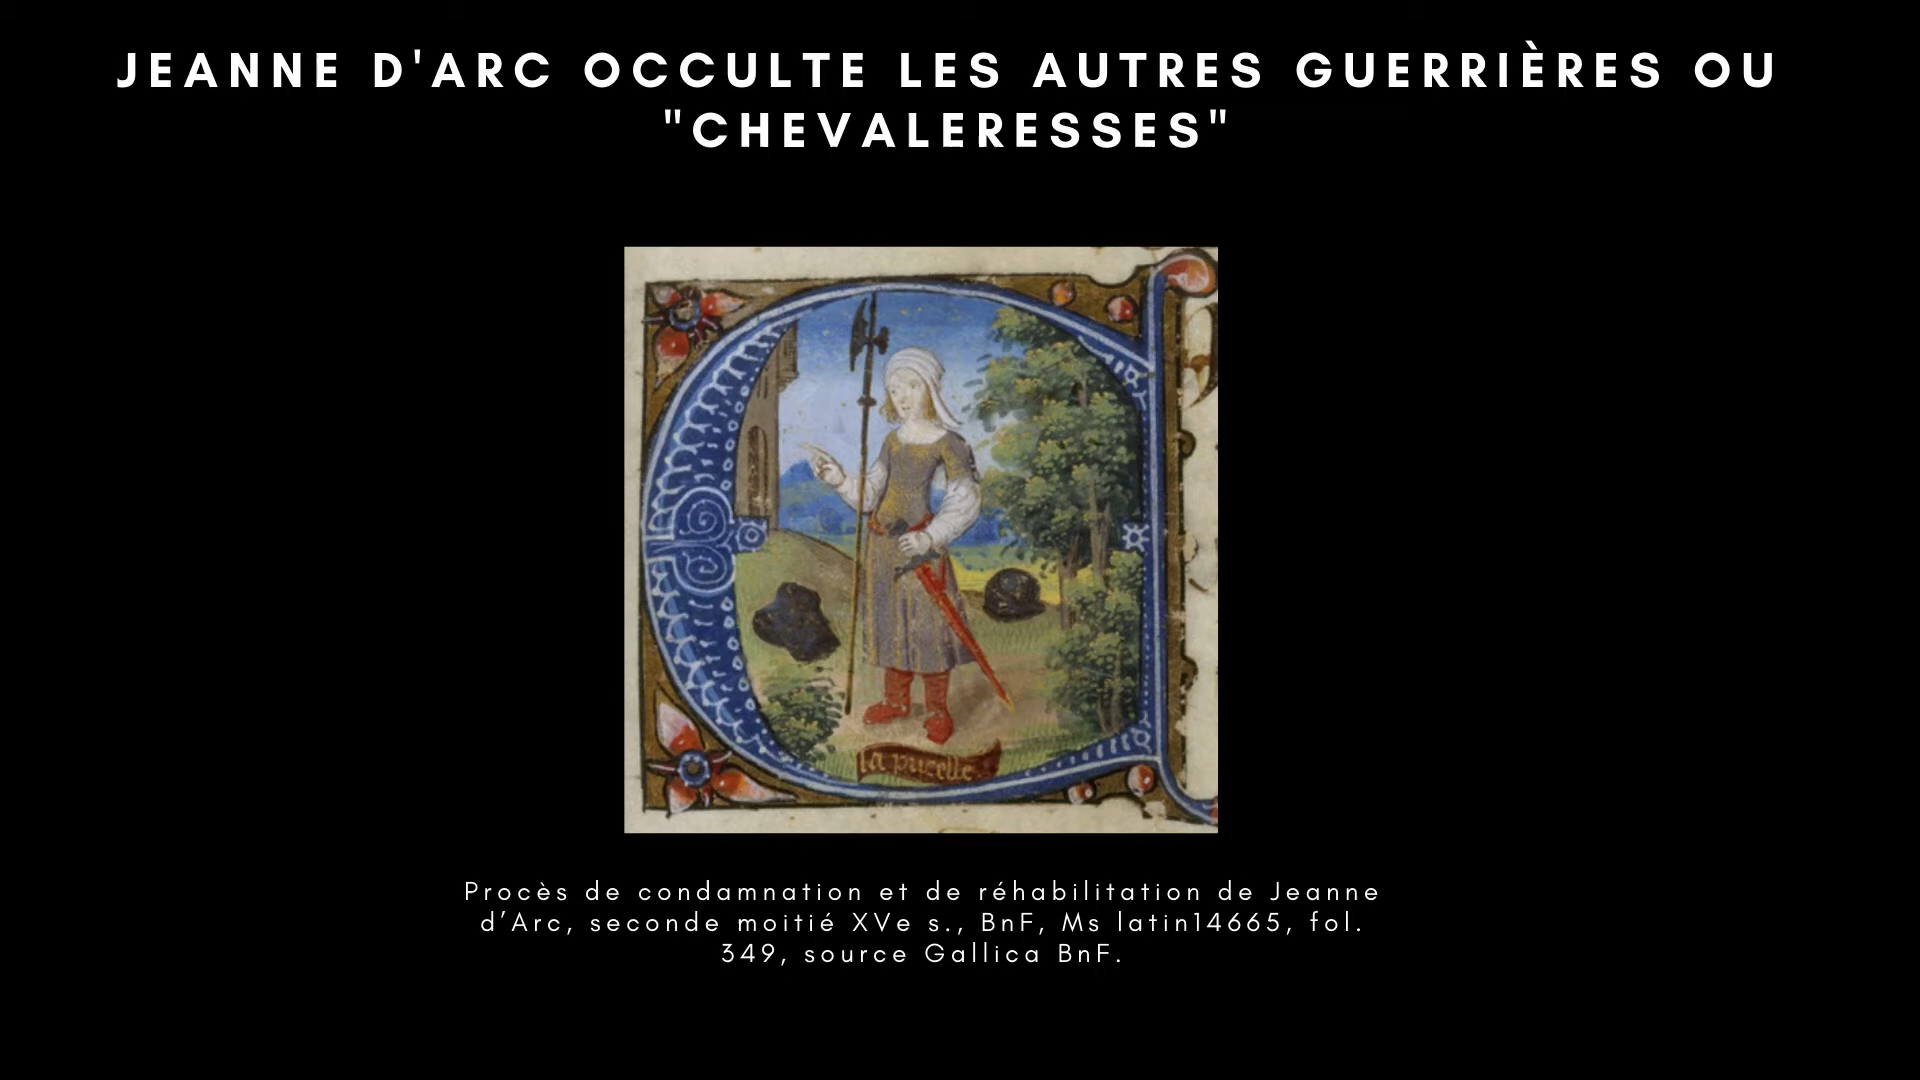 JEANNE D'ARC OCCULTE LES AUTRES GUERRIÈRES OU
"CHEVALERESSES"
la pucelle
Procès de condamnation et de réhabilitation de Jeanne
d’Arc, seconde moitié XVe s., BnF, Ms latin14665, fol.
349, source Gallica BnF.